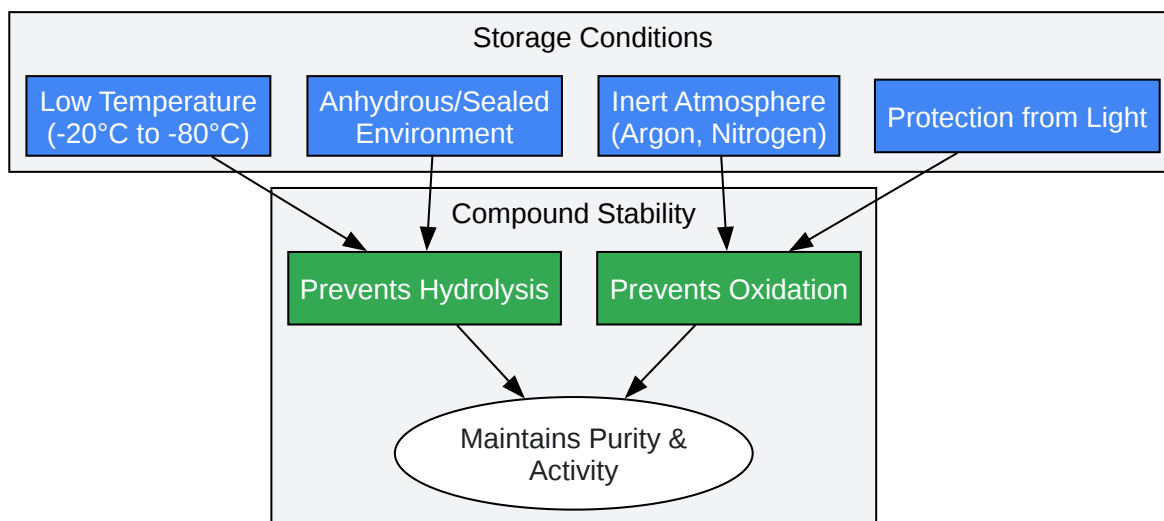 Storage Conditions
Low Temperature
(-20°C to -80°C)
Anhydrous/Sealed
Environment
Inert Atmosphere
(Argon, Nitrogen)
Protection from Light
Compound Stability
Prevents Hydrolysis
Prevents Oxidation
Maintains Purity &
Activity